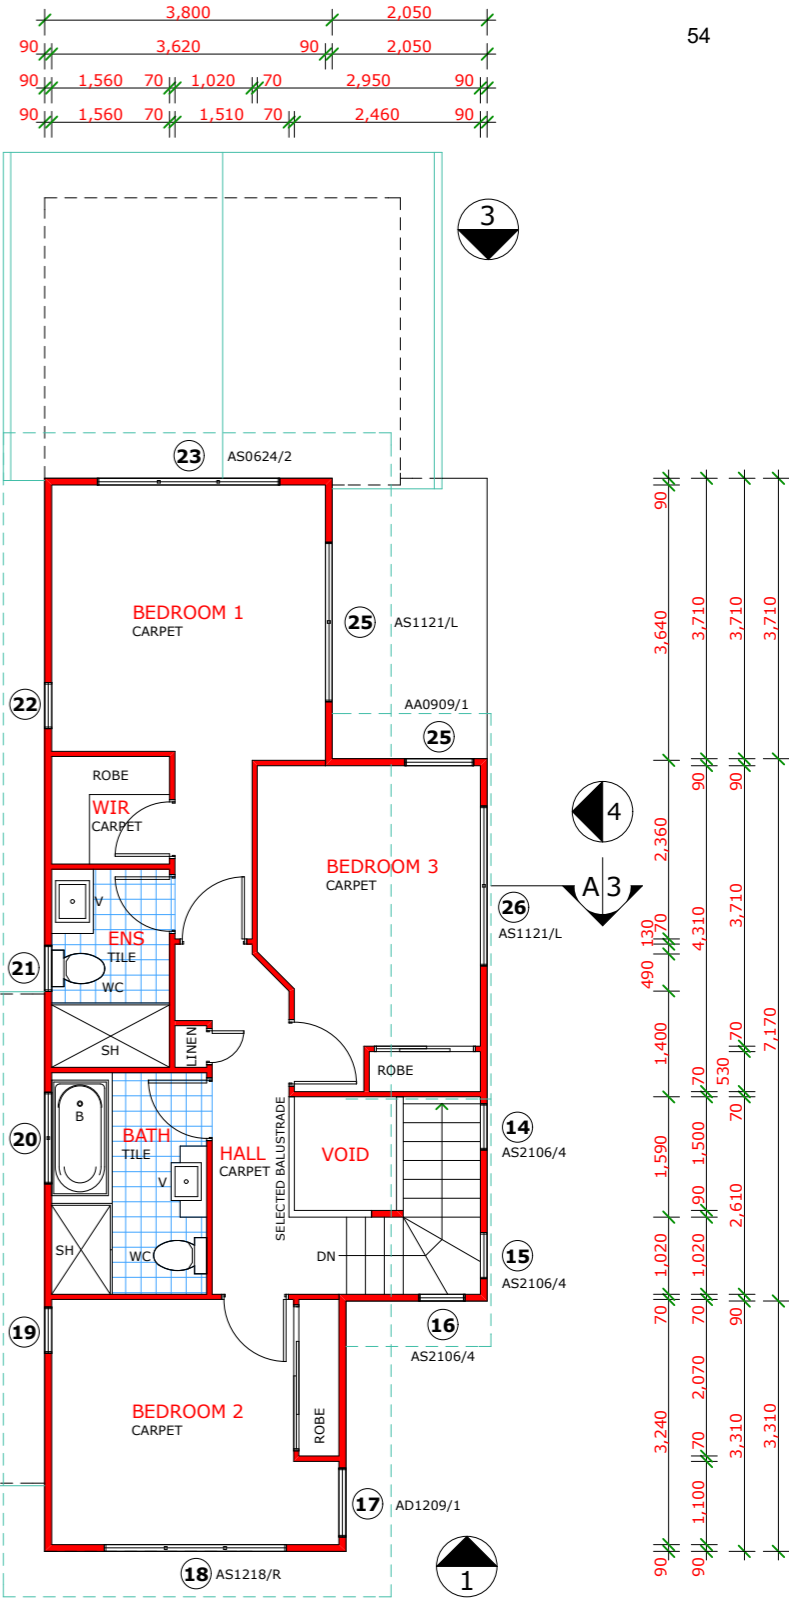 3,800 2,050
54
90 3,620 90 2,050
90 1,560 70 1,020 70 2,950 90
90 1,560 70 1,510 70 2,460 90
3
23 AS0624/2
90
3,640 3,710 3,710 3,710
BEDROOM 1
CARPET
25 AS1121/L
22
AA0909/1
25
ROBE
WIR
CARPET
90 90
4
2,360
BEDROOM 3
CARPET
A 3
V
26
AS1121/L
ENS
TILE
WC
21
130 70 4,310 3,710
490
SH
LINEN
ROBE
1,400 70 530 70 7,170
B
20
BATH
TILE
V
HALL
CARPET
SELECTED BALUSTRADE
VOID
14
AS2106/4
1,590 1,500 70
90 2,610
SH
WC
DN
15
AS2106/4
1,020 1,020
19
16
AS2106/4
70 70 90
BEDROOM 2
CARPET
ROBE
3,240 2,070 3,310 3,310
70
17 AD1209/1
1,100
18 AS1218/R
1
90 90